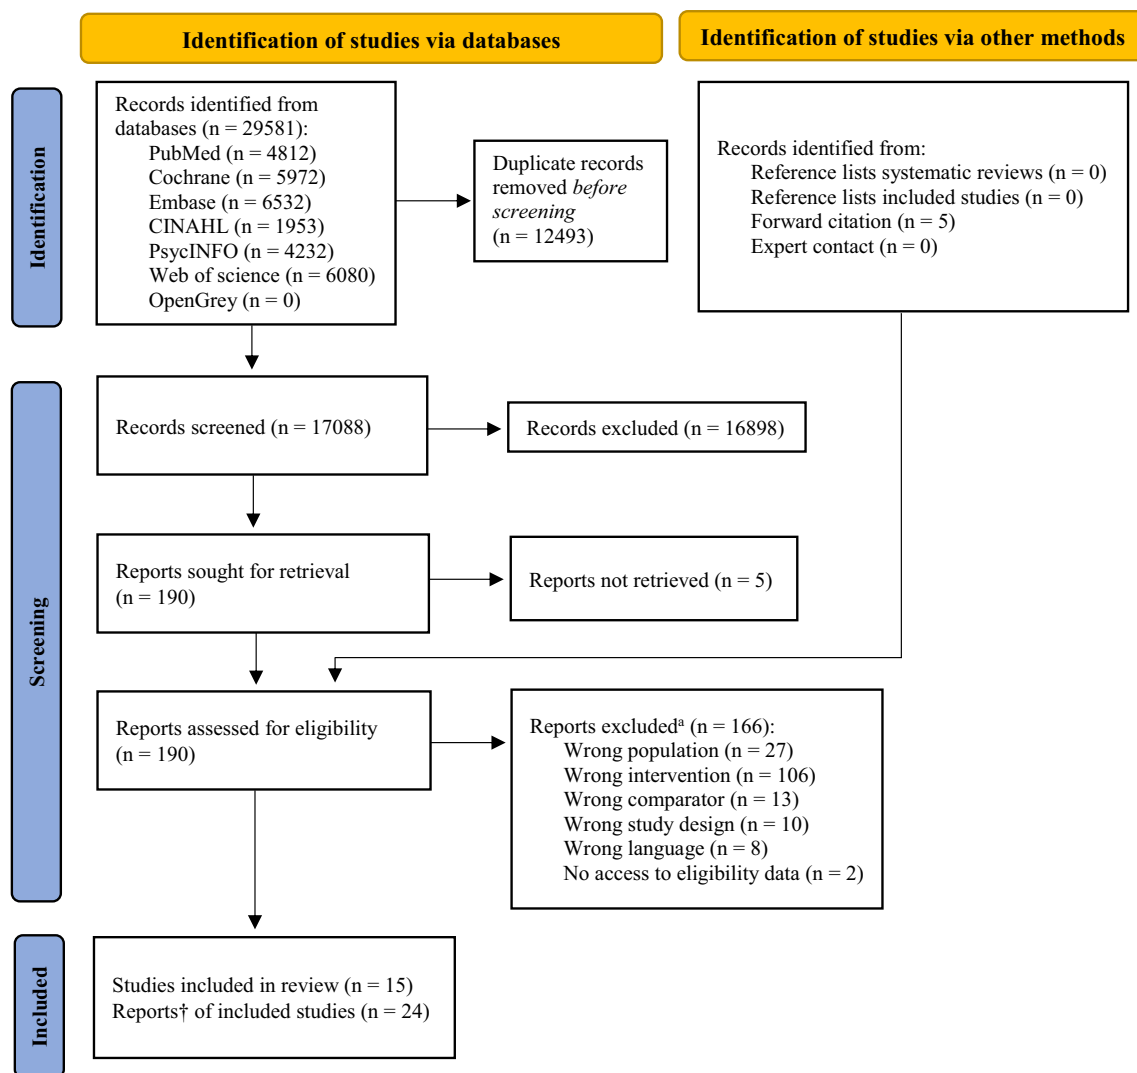 Identification of studies via databases
Identification of studies via other methods
Identification
Records identified from
databases (n = 29581):
PubMed (n = 4812)
Cochrane (n = 5972)
Embase (n = 6532)
CINAHL (n = 1953)
PsycINFO (n = 4232)
Web of science (n = 6080)
OpenGrey (n = 0)
Duplicate records
removed before
screening
(n = 12493)
Records identified from:
Reference lists systematic reviews (n = 0)
Reference lists included studies (n = 0)
Forward citation (n = 5)
Expert contact (n = 0)
Screening
Records screened (n = 17088)
Records excluded (n = 16898)
Reports sought for retrieval
(n = 190)
Reports not retrieved (n = 5)
Reports assessed for eligibility
(n = 190)
Reports excludedᵃ (n = 166):
Wrong population (n = 27)
Wrong intervention (n = 106)
Wrong comparator (n = 13)
Wrong study design (n = 10)
Wrong language (n = 8)
No access to eligibility data (n = 2)
Included
Studies included in review (n = 15)
Reports† of included studies (n = 24)